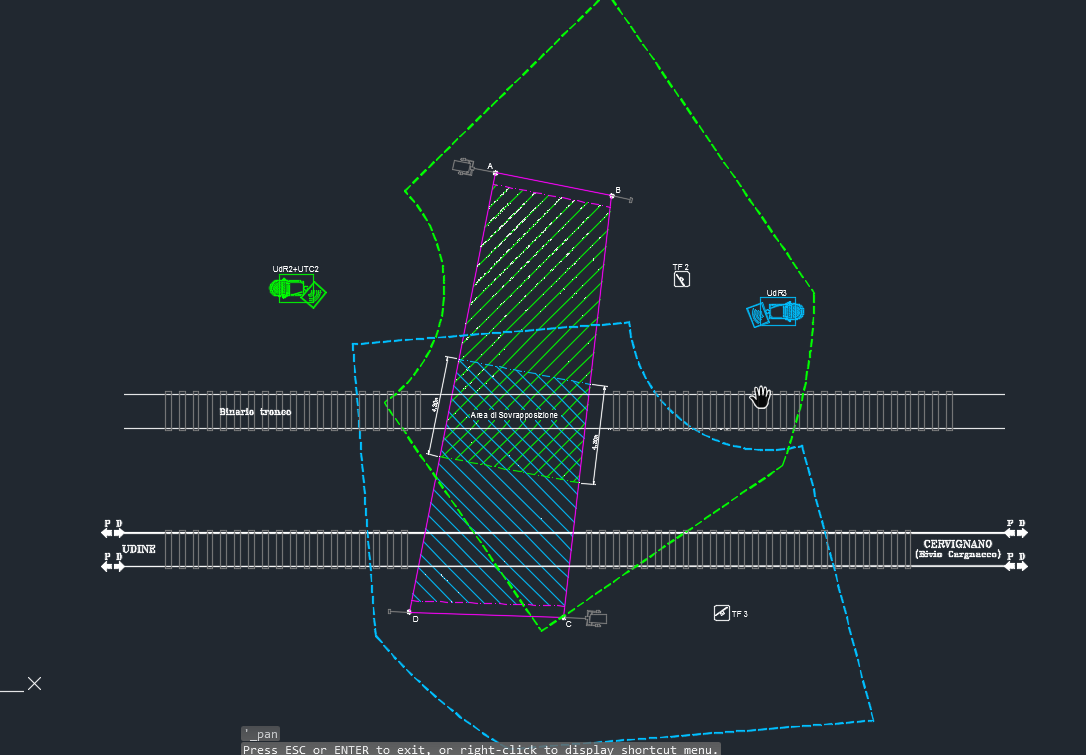 A
B
UdR2+UTC2
TF 2
UdR3
Binario tronco
Area di Sovrapposizione
P D
UDINE
P D
P D
CERVIGNANO
(Bivio Cargnacco)
P D
D
C
TF 3
'_pan
Press ESC or ENTER to exit, or right-click to display shortcut menu.